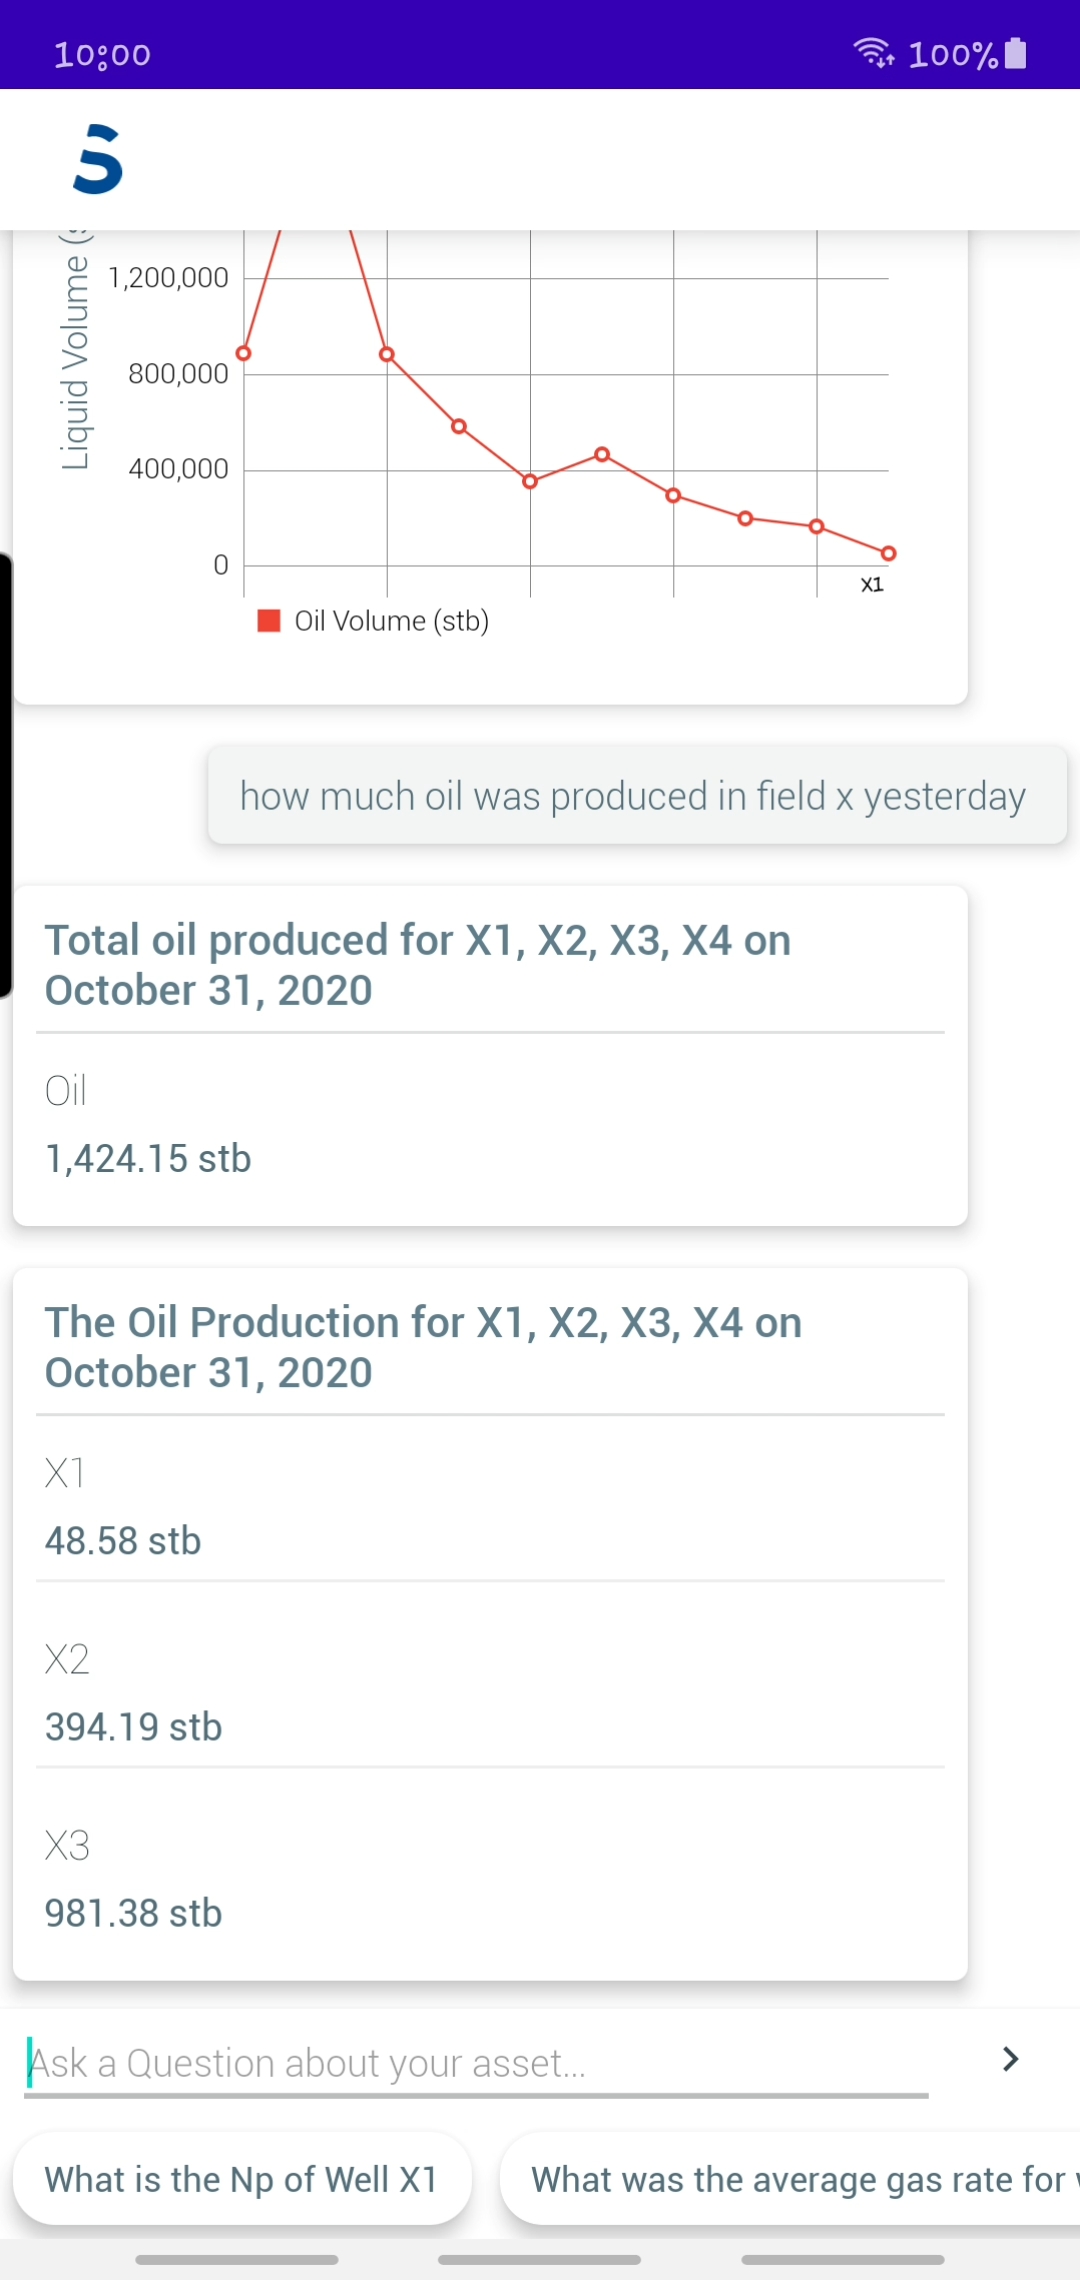 10:00
100%
Liquid Volume (
1,200,000
800,000
400,000
0
X1
Oil Volume (stb)
how much oil was produced in field x yesterday
Total oil produced for X1, X2, X3, X4 on
October 31, 2020
Oil
1,424.15 stb
The Oil Production for X1, X2, X3, X4 on
October 31, 2020
X1
48.58 stb
X2
394.19 stb
X3
981.38 stb
Ask a Question about your asset...
What is the Np of Well X1
What was the average gas rate for